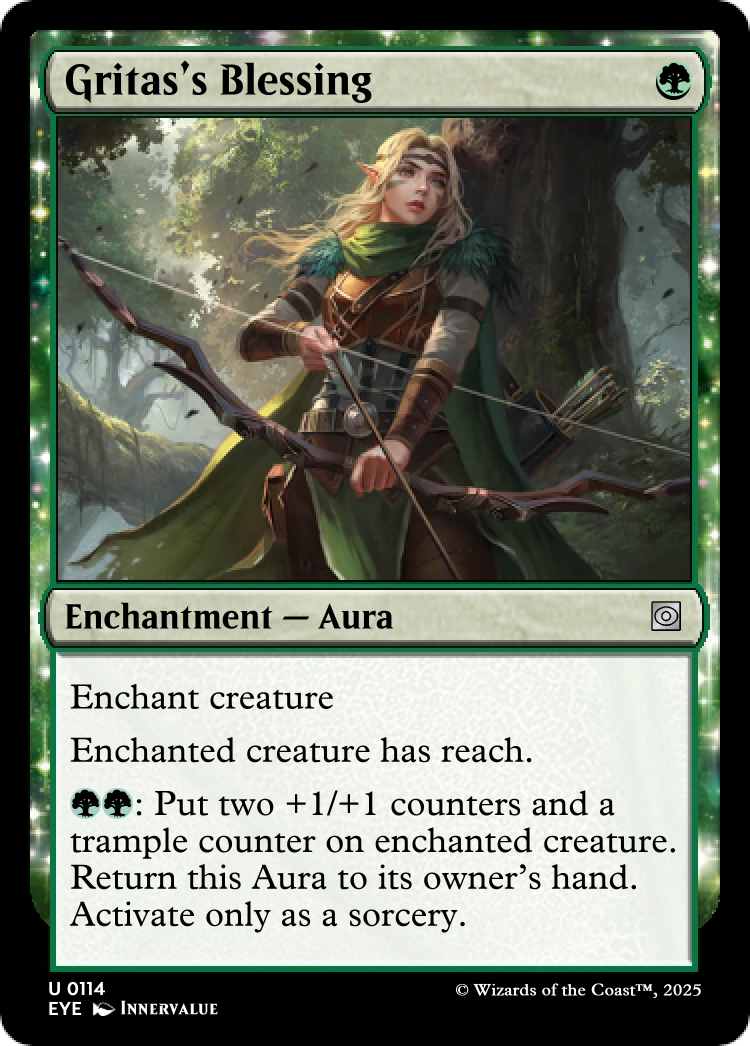 Gritas's Blessing
Enchantment — Aura
Enchant creature
Enchanted creature has reach.
: Put two +1/+1 counters and a
trample counter on enchanted creature.
Return this Aura to its owner's hand.
Activate only as a sorcery.
U 0114
EYE INNERVALUE
© Wizards of the Coast™, 2025